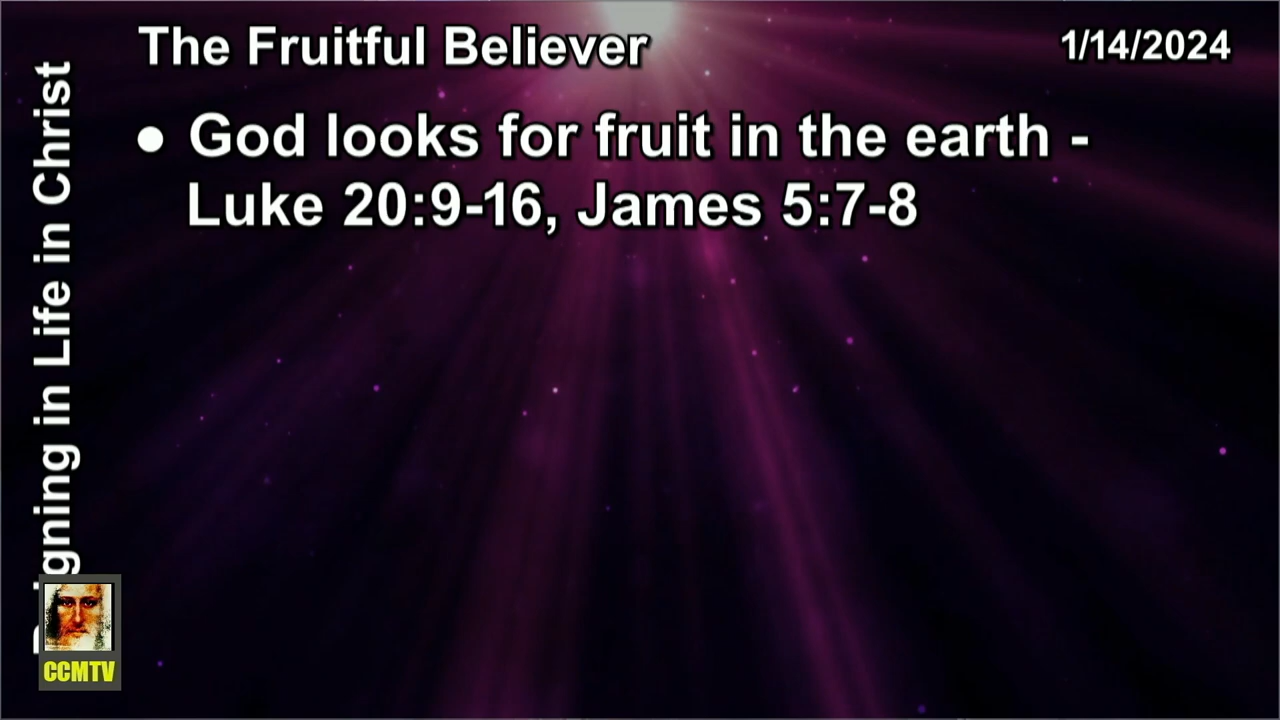 The Fruitful Believer
1/14/2024
● God looks for fruit in the earth -
Luke 20:9-16, James 5:7-8
in Life in Christ
CCMTV